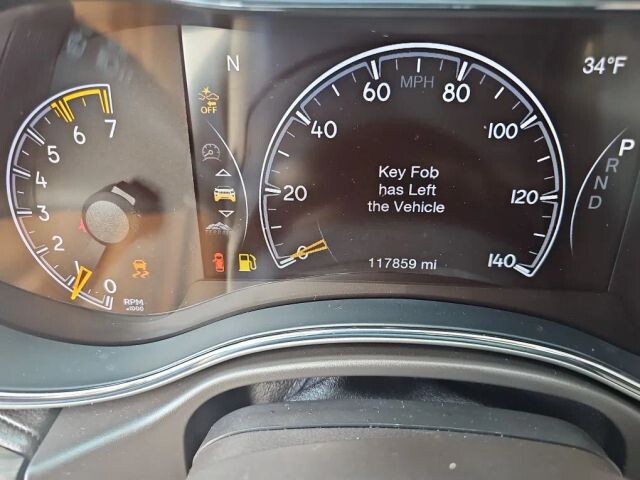 N
34°F
OFF
MPH
0 20 40 60 80 100 120 140
0 2 3 4 5 6 7
RPM
x1000
Key Fob
has Left
the Vehicle
117859 mi
P
R
N
D